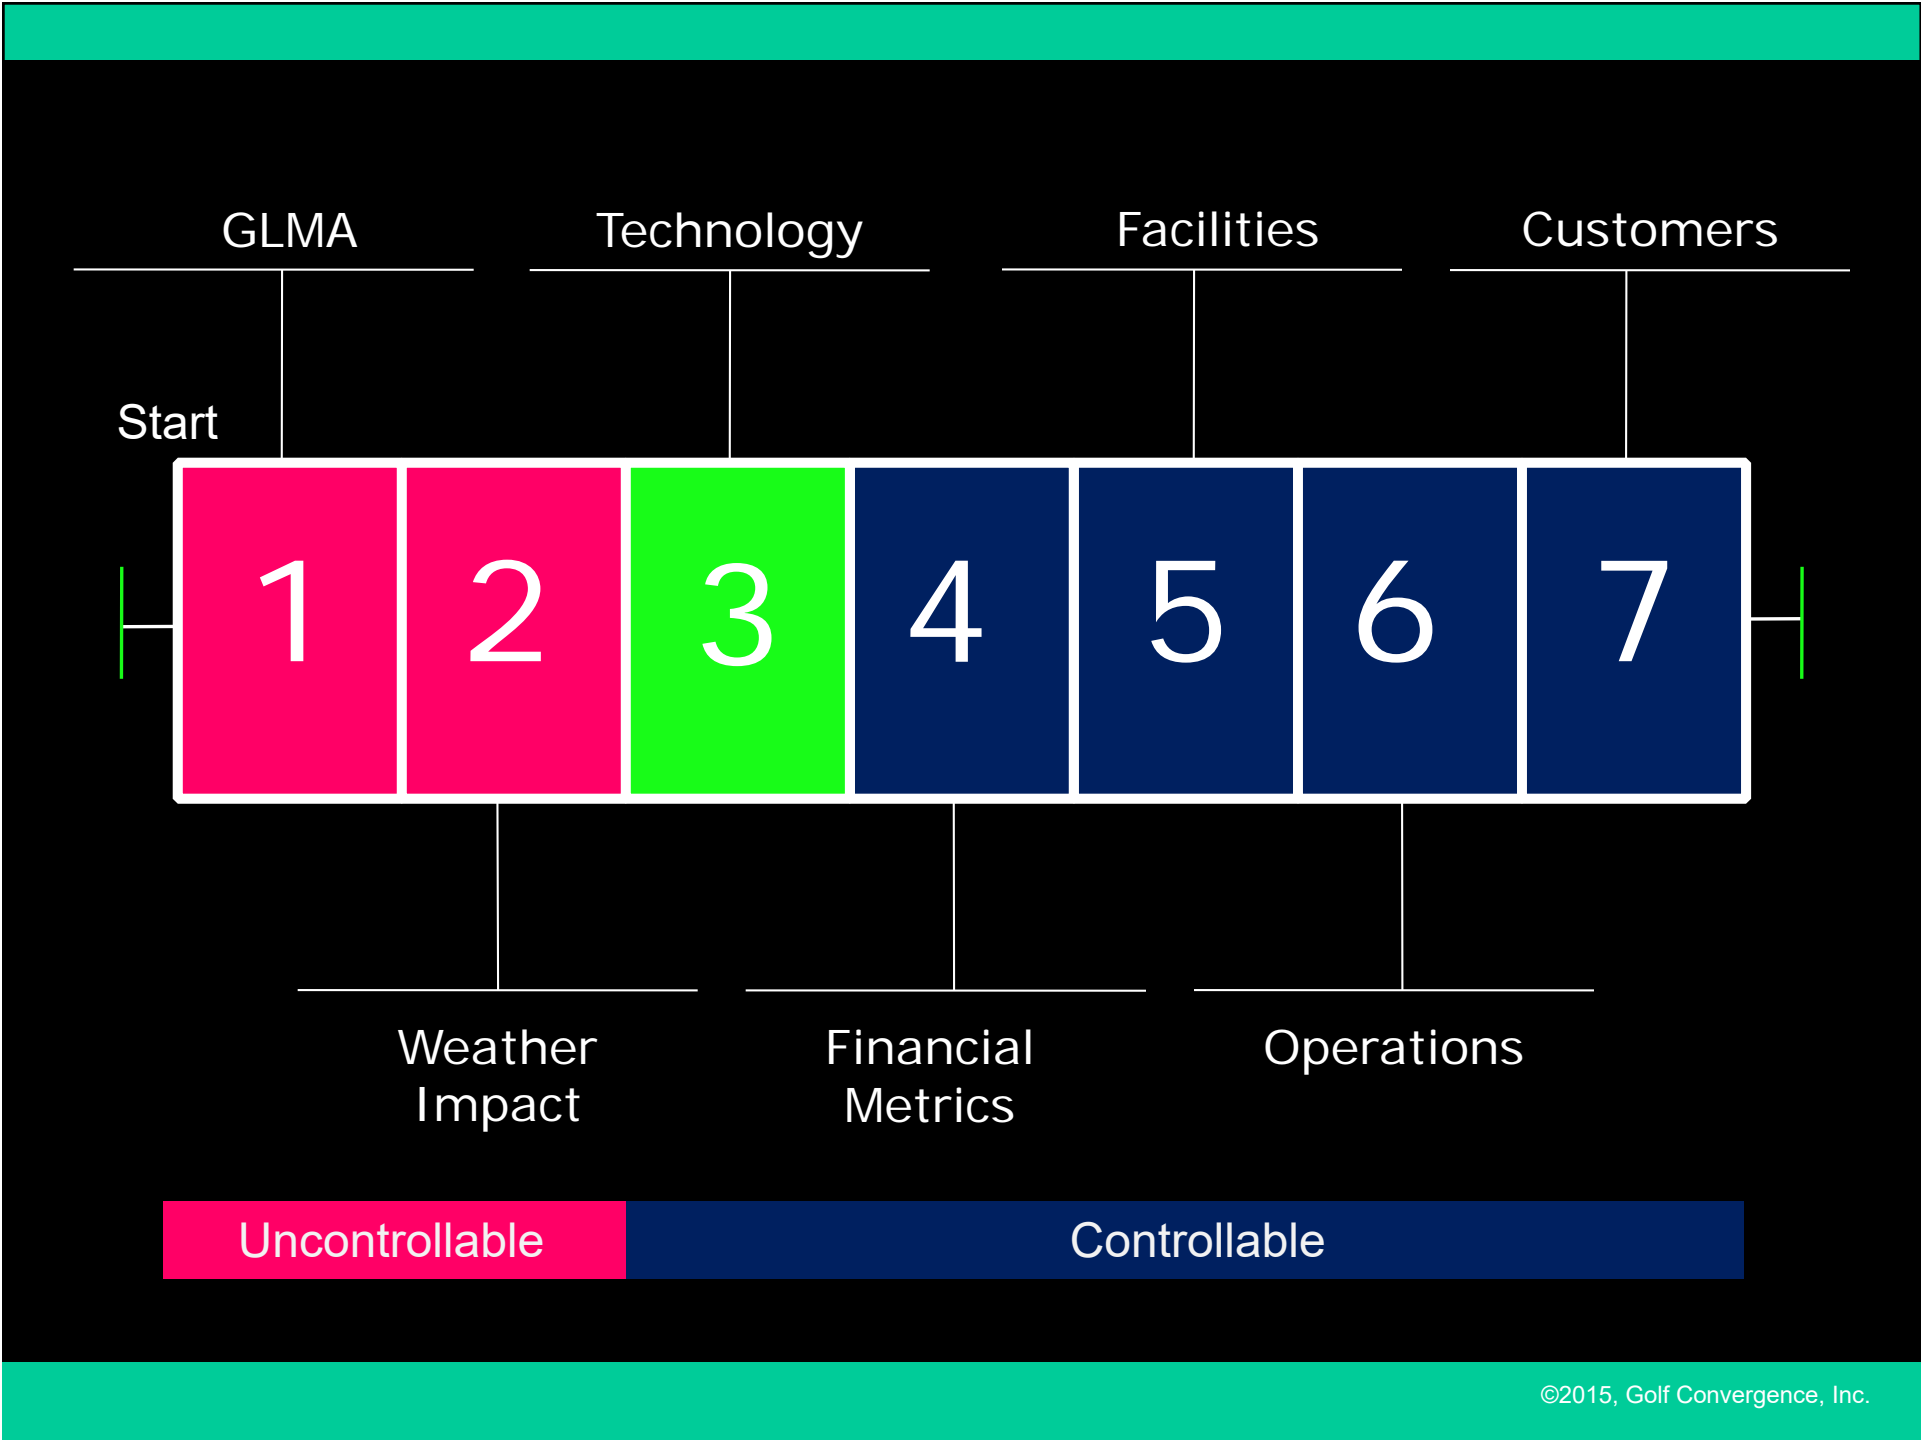 GLMA
Technology
Facilities
Customers
Start
1 2 3 4 5 6 7
Weather
Impact
Financial
Metrics
Operations
Uncontrollable
Controllable
©2015, Golf Convergence, Inc.